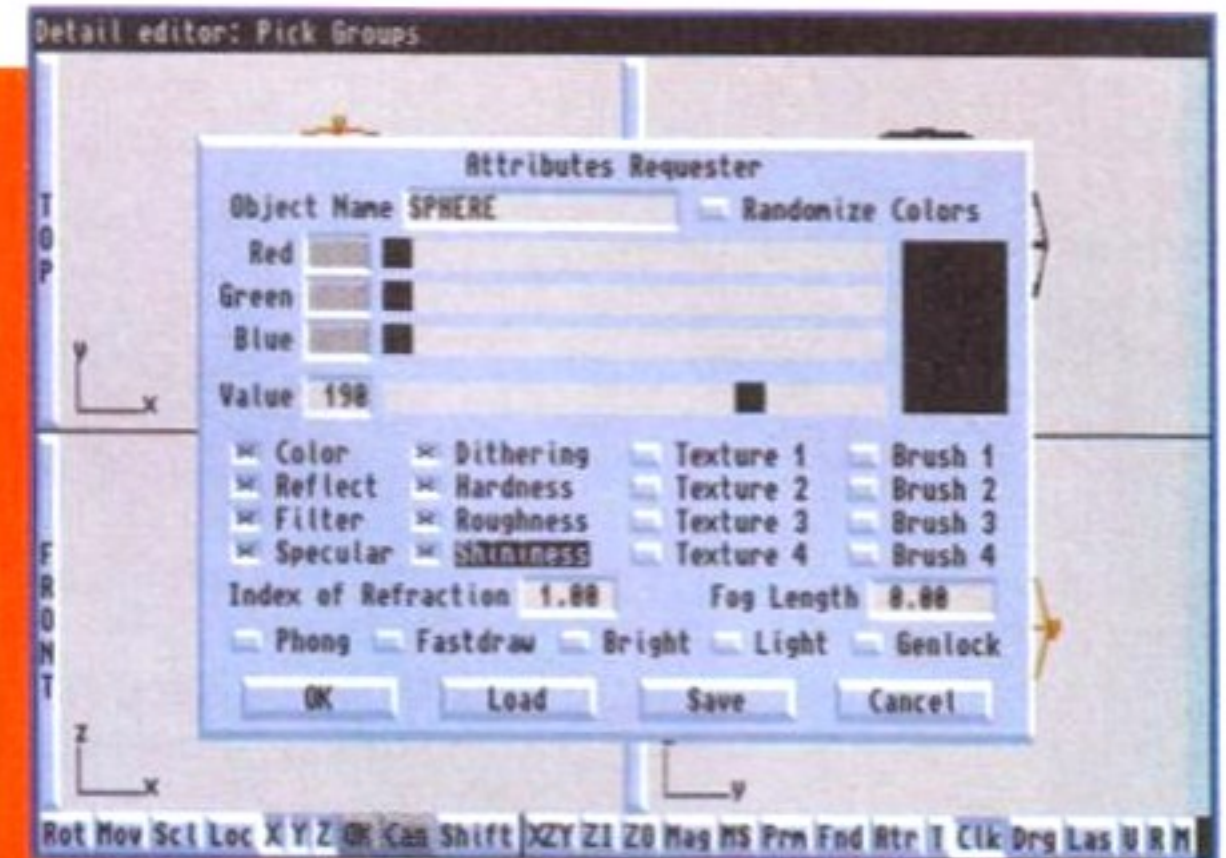 Detail editor: Pick Groups
Attributes Requester
Object Name SPHERE Randomize Colors
Red
Green
Blue
Value 190
Color Dithering Texture 1 Brush 1
Reflect Hardness Texture 2 Brush 2
Filter Roughness Texture 3 Brush 3
Specular Shininess Texture 4 Brush 4
Index of Refraction 1.00 Fog Length 0.00
Phong Fastdraw Bright Light Genlock
OK Load Save Cancel
TOP
y
x
FRONT
z
x
y
Rot Mov Scl Loc X Y Z OK Can Shift XZY ZI ZO Mag MS Prm Fnd Atr T Clk Drg Las U R M